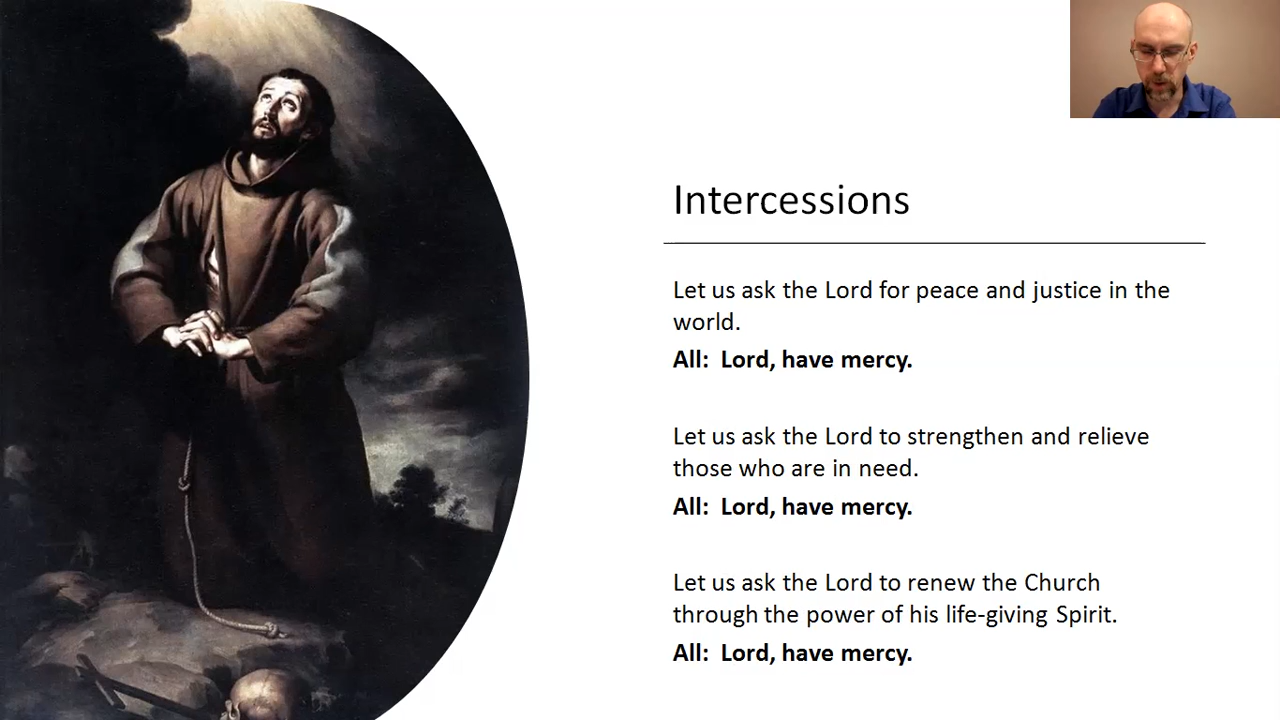 Intercessions
Let us ask the Lord for peace and justice in the
world.
All:  Lord, have mercy.
Let us ask the Lord to strengthen and relieve
those who are in need.
All:  Lord, have mercy.
Let us ask the Lord to renew the Church
through the power of his life-giving Spirit.
All:  Lord, have mercy.